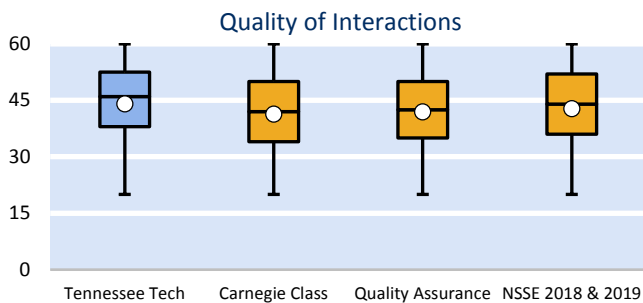 Quality of Interactions
60
45
30
15
0
Tennessee Tech Carnegie Class Quality Assurance NSSE 2018 & 2019